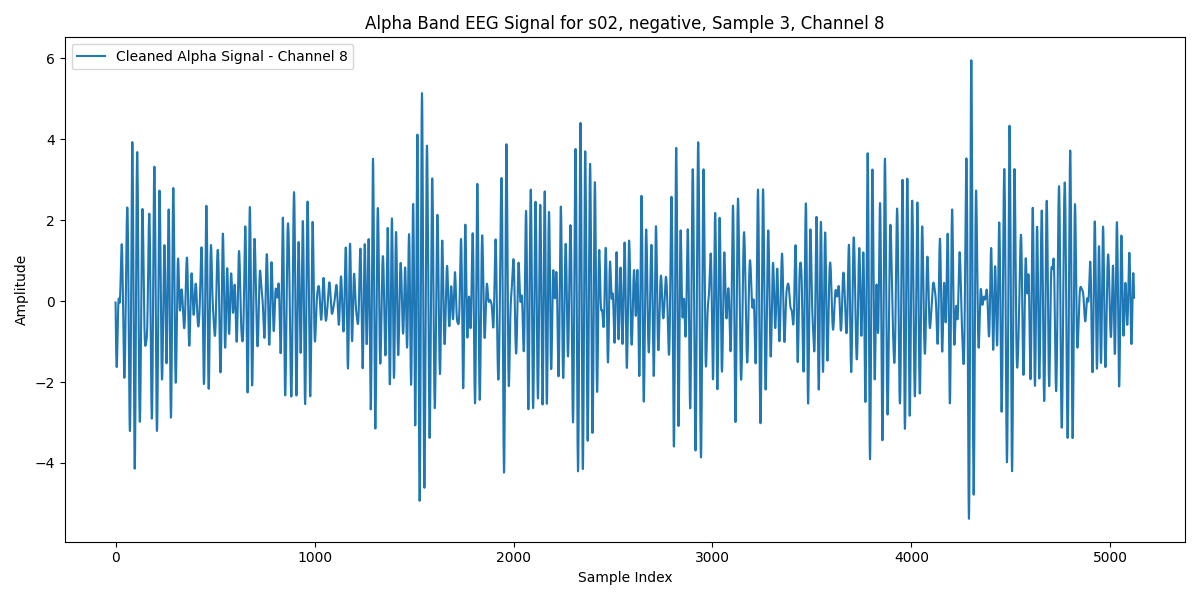 Alpha Band EEG Signal for s02, negative, Sample 3, Channel 8
Cleaned Alpha Signal - Channel 8
Amplitude
6
4
2
0
−2
−4
0 1000 2000 3000 4000 5000
Sample Index